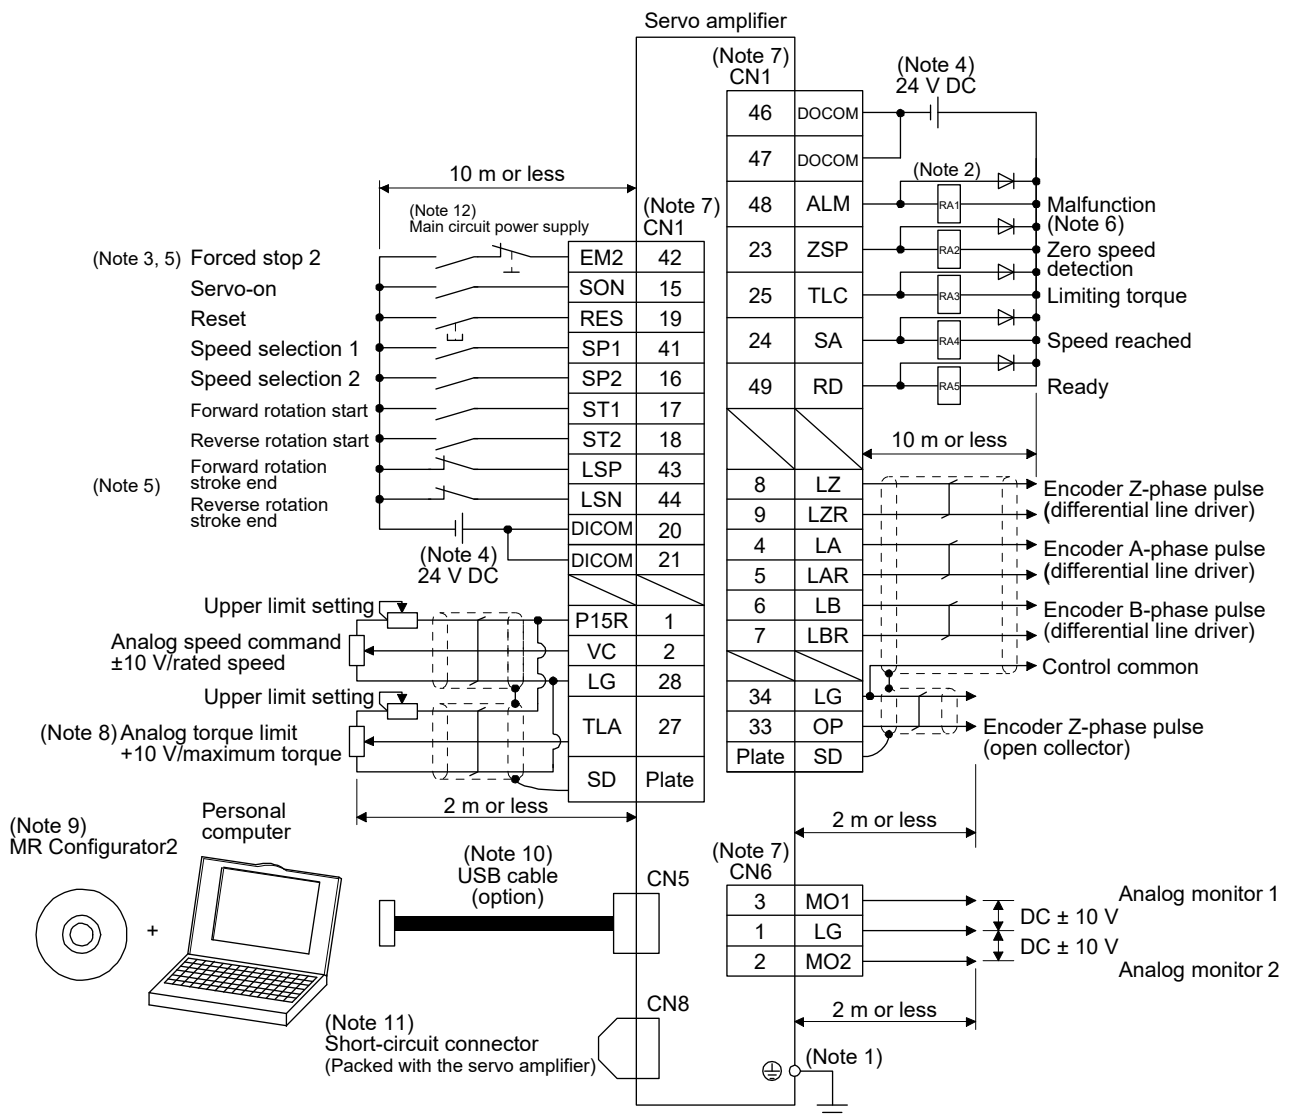 Servo amplifier
(Note 7)
CN1
(Note 4)
24 V DC
46 DOCOM
47 DOCOM
(Note 2)
48 ALM RA1 Malfunction
(Note 6)
23 ZSP RA2 Zero speed
detection
25 TLC RA3 Limiting torque
24 SA RA4 Speed reached
49 RD RA5 Ready
10 m or less
8 LZ Encoder Z-phase pulse
9 LZR (differential line driver)
4 LA Encoder A-phase pulse
5 LAR (differential line driver)
6 LB Encoder B-phase pulse
7 LBR (differential line driver)
Control common
34 LG
33 OP Encoder Z-phase pulse
(open collector)
Plate SD
2 m or less
10 m or less
(Note 12)
Main circuit power supply
(Note 7)
CN1
(Note 3, 5) Forced stop 2 EM2 42
Servo-on SON 15
Reset RES 19
Speed selection 1 SP1 41
Speed selection 2 SP2 16
Forward rotation start ST1 17
Reverse rotation start ST2 18
Forward rotation
stroke end LSP 43
(Note 5)
Reverse rotation
stroke end LSN 44
DICOM 20
(Note 4)
24 V DC
DICOM 21
Upper limit setting P15R 1
Analog speed command
±10 V/rated speed VC 2
LG 28
Upper limit setting
(Note 8) Analog torque limit
+10 V/maximum torque TLA 27
SD Plate
2 m or less
(Note 9)
MR Configurator2
Personal
computer
+
(Note 10)
USB cable
(option)
CN5
(Note 7)
CN6
3 MO1 Analog monitor 1
DC ± 10 V
1 LG
DC ± 10 V
2 MO2 Analog monitor 2
2 m or less
CN8
(Note 11)
Short-circuit connector
(Packed with the servo amplifier)
(Note 1)